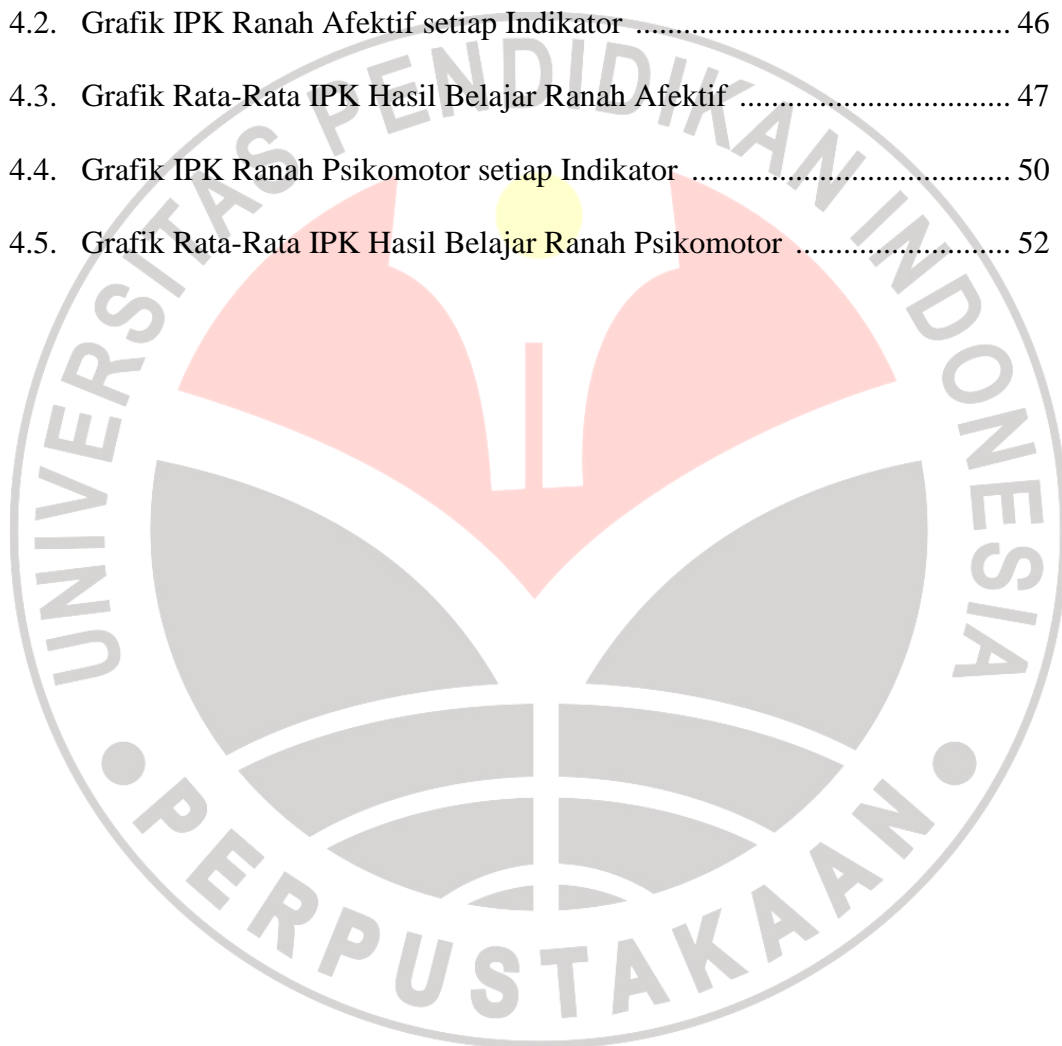 4.2. Grafik IPK Ranah Afektif setiap Indikator ............................................ 46
4.3. Grafik Rata-Rata IPK Hasil Belajar Ranah Afektif ................................ 47
4.4. Grafik IPK Ranah Psikomotor setiap Indikator ..................................... 50
4.5. Grafik Rata-Rata IPK Hasil Belajar Ranah Psikomotor ......................... 52
UNIVERSITAS PENDIDIKAN INDONESIA
PERPUSTAKAAN